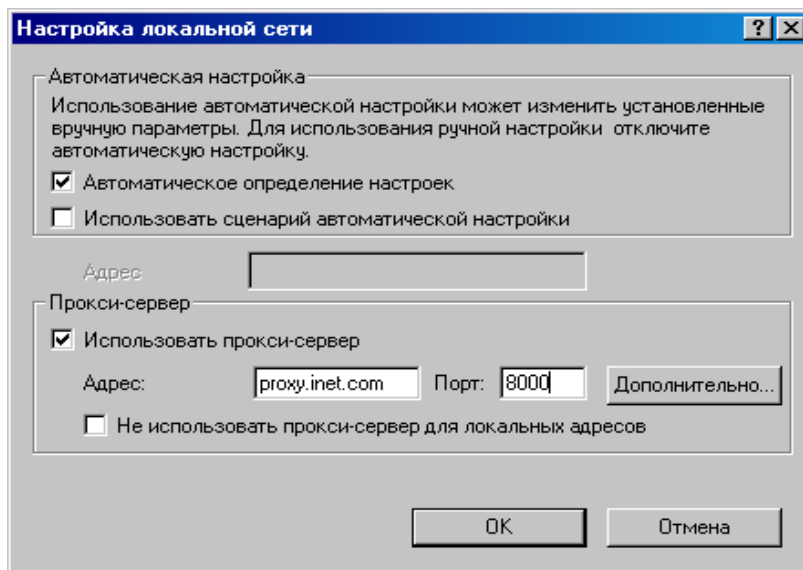 Настройка локальной сети
Автоматическая настройка
Использование автоматической настройки может изменить установленные
вручную параметры. Для использования ручной настройки отключите
автоматическую настройку.
Автоматическое определение настроек
Использовать сценарий автоматической настройки
Адрес
Прокси-сервер
Использовать прокси-сервер
Адрес: proxy.inet.com Порт: 8000 Дополнительно...
Не использовать прокси-сервер для локальных адресов
OK Отмена